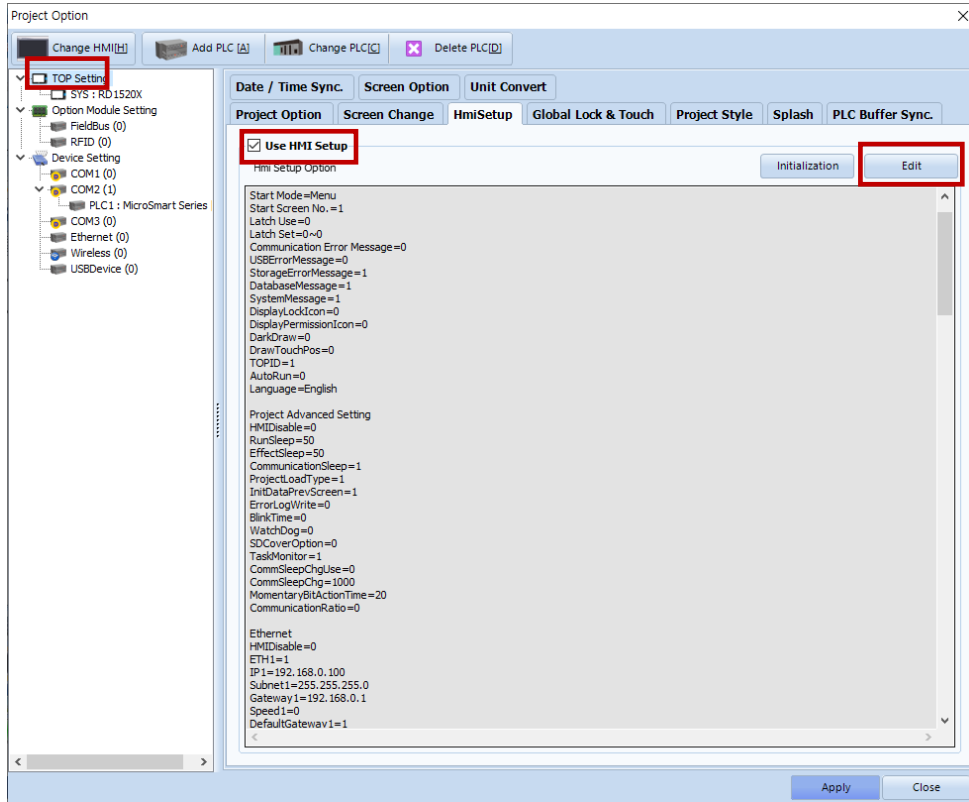 Project Option
Change HMI[H]
Add PLC [A]
Change PLC[C]
Delete PLC[D]
TOP Setting
SYS : RD1520X
Option Module Setting
FieldBus (0)
RFID (0)
Device Setting
COM1 (0)
COM2 (1)
PLC1 : MicroSmart Series
COM3 (0)
Ethernet (0)
Wireless (0)
USBDevice (0)
Date / Time Sync.
Screen Option
Unit Convert
Project Option
Screen Change
HmiSetup
Global Lock & Touch
Project Style
Splash
PLC Buffer Sync.
Use HMI Setup
Hmi Setup Option
Initialization
Edit
Start Mode=Menu
Start Screen No.=1
Latch Use=0
Latch Set=0~0
Communication Error Message=0
USBErrorMessage=0
StorageErrorMessage=1
DatabaseMessage=1
SystemMessage=1
DisplayLockIcon=0
DisplayPermissionIcon=0
DarkDraw=0
DrawTouchPos=0
TOPID=1
AutoRun=0
Language=English
Project Advanced Setting
HMIDisable=0
RunSleep=50
EffectSleep=50
CommunicationSleep=1
ProjectLoadType=1
InitDataPrevScreen=1
ErrorLogWrite=0
BlinkTime=0
WatchDog=0
SDCoverOption=0
TaskMonitor=1
CommSleepChgUse=0
CommSleepChg=1000
MomentaryBitActionTime=20
CommunicationRatio=0
Ethernet
HMIDisable=0
ETH1=1
IP1=192.168.0.100
Subnet1=255.255.255.0
Gateway1=192.168.0.1
Speed1=0
DefaultGateway1=1
Apply
Close